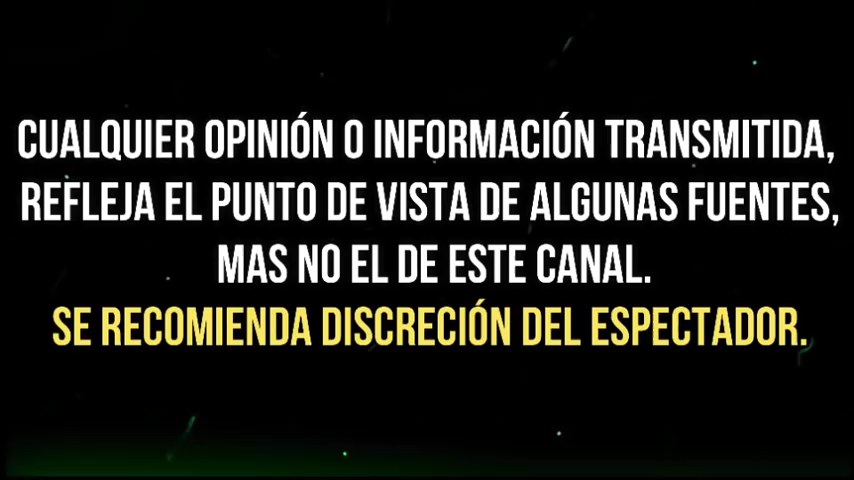 CUALQUIER OPINIÓN O INFORMACIÓN TRANSMITIDA,
REFLEJA EL PUNTO DE VISTA DE ALGUNAS FUENTES,
MAS NO EL DE ESTE CANAL.
SE RECOMIENDA DISCRECIÓN DEL ESPECTADOR.